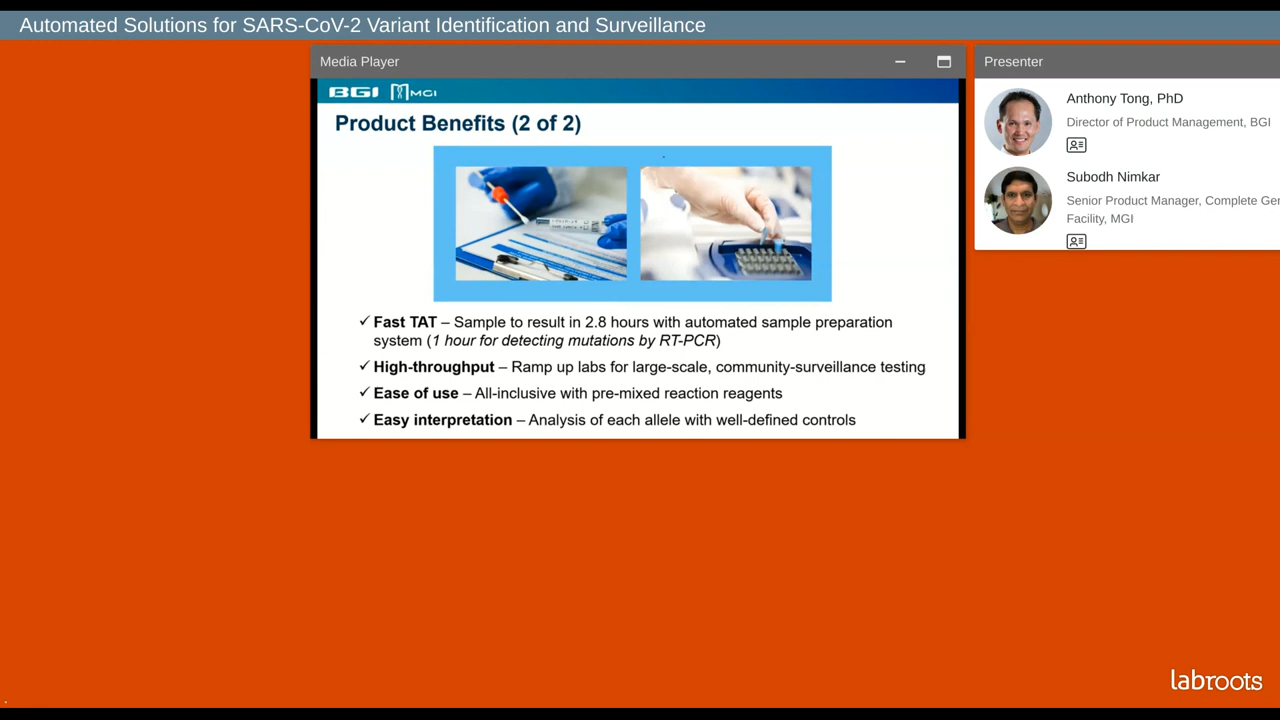 Automated Solutions for SARS-CoV-2 Variant Identification and Surveillance
Media Player
BGI MGI
Product Benefits (2 of 2)
✓ Fast TAT – Sample to result in 2.8 hours with automated sample preparation
system (1 hour for detecting mutations by RT-PCR)
✓ High-throughput – Ramp up labs for large-scale, community-surveillance testing
✓ Ease of use – All-inclusive with pre-mixed reaction reagents
✓ Easy interpretation – Analysis of each allele with well-defined controls
Presenter
Anthony Tong, PhD
Director of Product Management, BGI
Subodh Nimkar
Senior Product Manager, Complete Ger
Facility, MGI
labroots